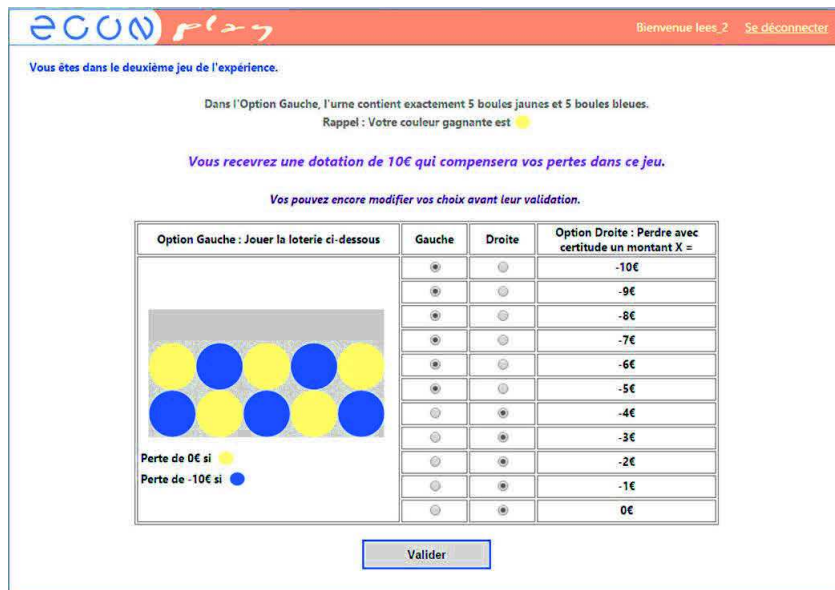 econ play
Bienvenue lees_2 Se déconnecter
Vous êtes dans le deuxième jeu de l'expérience.
Dans l'Option Gauche, l'urne contient exactement 5 boules jaunes et 5 boules bleues.
Rappel : Votre couleur gagnante est
Vous recevrez une dotation de 10€ qui compensera vos pertes dans ce jeu.
Vos pouvez encore modifier vos choix avant leur validation.
Option Gauche : Jouer la loterie ci-dessous Gauche Droite Option Droite : Perdre avec
certitude un montant X =
-10€
-9€
-8€
-7€
-6€
-5€
-4€
-3€
-2€
-1€
0€
Perte de 0€ si
Perte de -10€ si
Valider